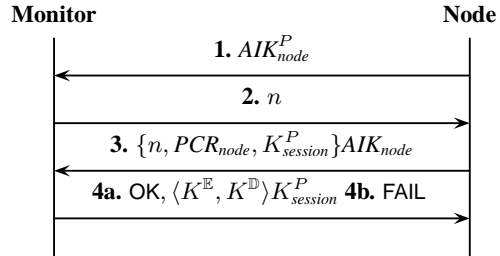 Monitor Node
1. AIK^P_node
2. n
3. {n, PCR_node, K^P_session}AIK_node
4a. OK, ⟨K^𝔼, K^𝔻⟩K^P_session 4b. FAIL